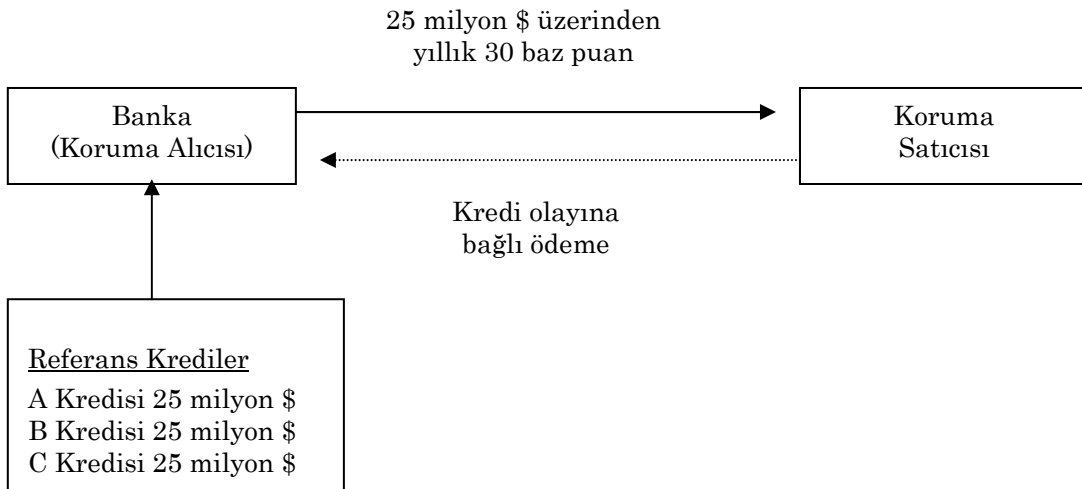 25 milyon $ üzerinden
yıllık 30 baz puan
Banka
(Koruma Alıcısı)
Koruma
Satıcısı
Kredi olayına
bağlı ödeme
Referans Krediler
A Kredisi 25 milyon $
B Kredisi 25 milyon $
C Kredisi 25 milyon $